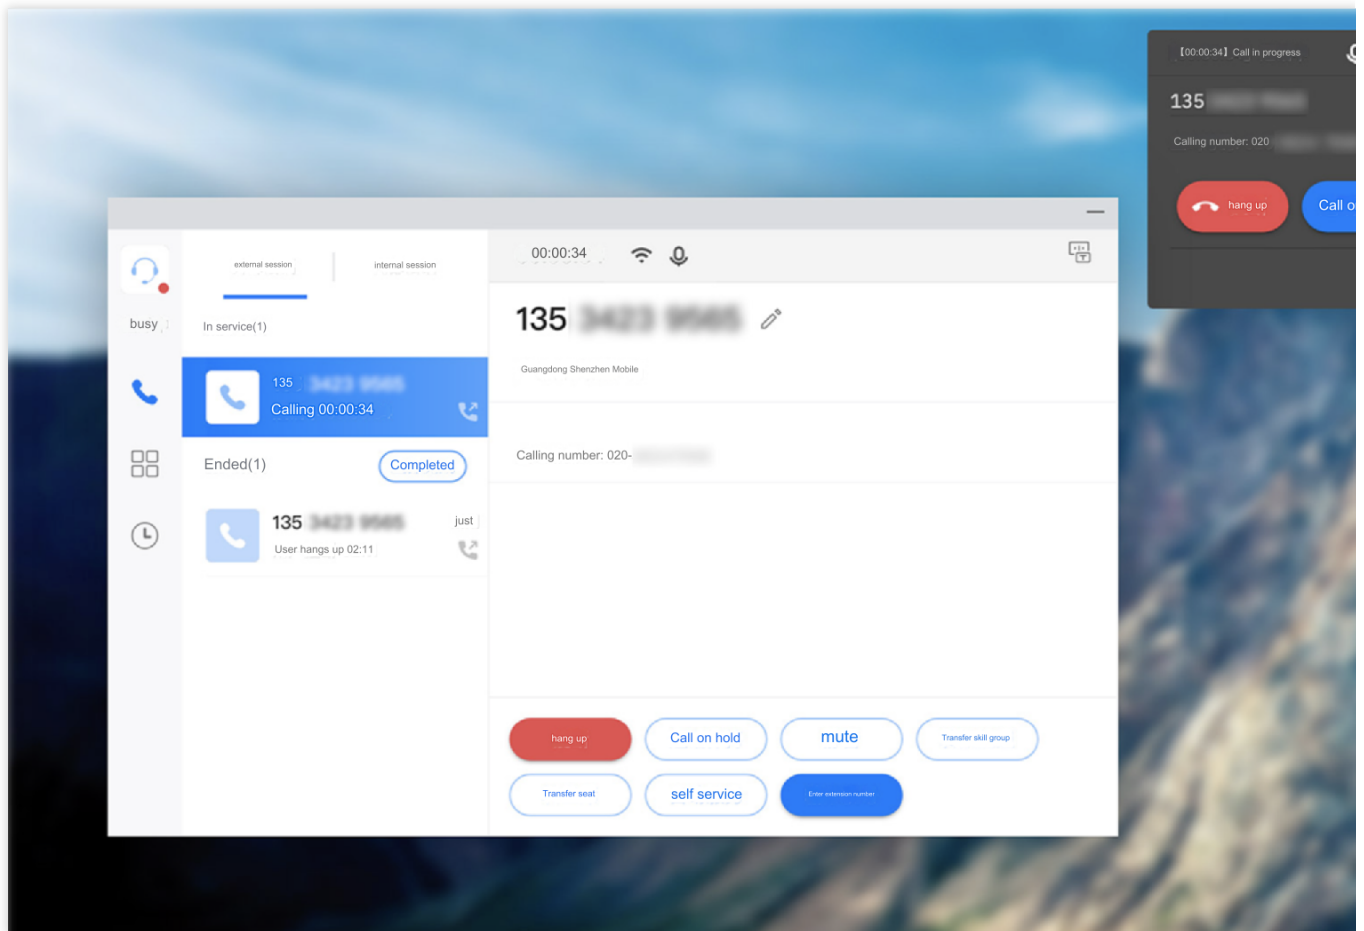 【00:00:34】Call in progress
135
Calling number: 020
hang up
Call o
external session
internal session
00:00:34
busy
In service(1)
135
Guangdong Shenzhen Mobile
135
Calling 00:00:34
Ended(1)
Completed
Calling number: 020-
135
just
User hangs up 02:11
hang up
Call on hold
mute
Transfer skill group
Transfer seat
self service
Enter extension number